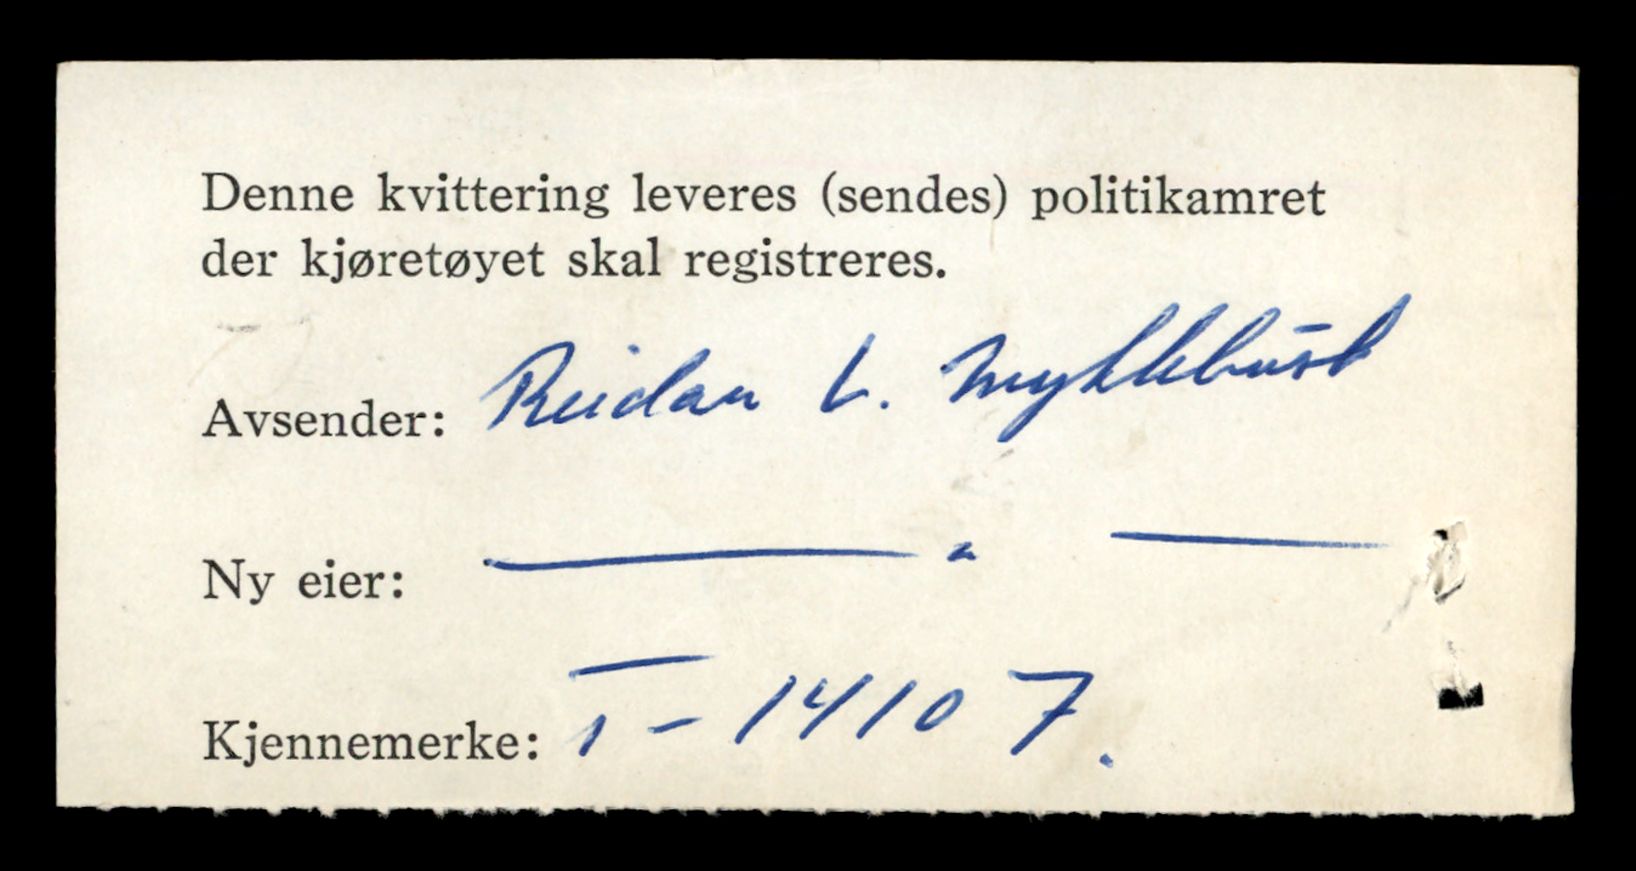 Denne kvittering leveres (sendes) politikamret
der kjøretøyet skal registreres.
Avsender: Reidar L. Myklebust
Ny eier: — " —
Kjennemerke: T - 14107.